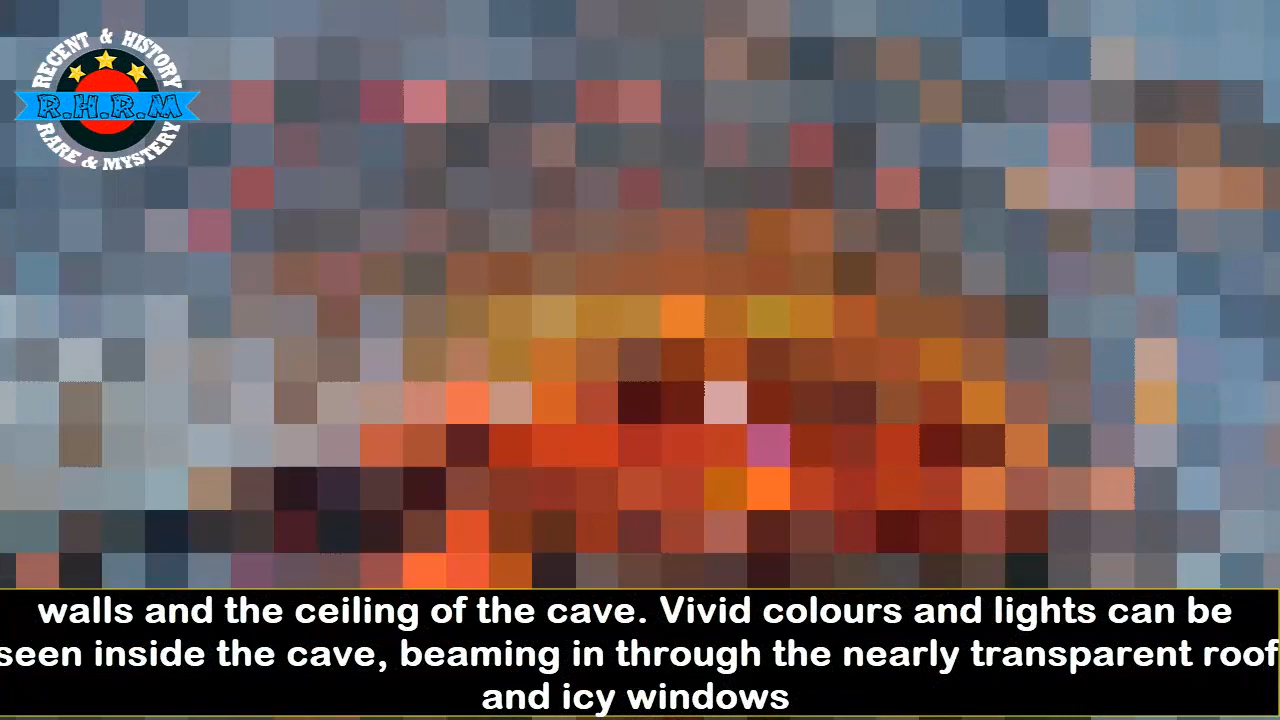 RECENT & HISTORY
R.H.R.M
RARE & MYSTERY
walls and the ceiling of the cave. Vivid colours and lights can be
seen inside the cave, beaming in through the nearly transparent roof
and icy windows